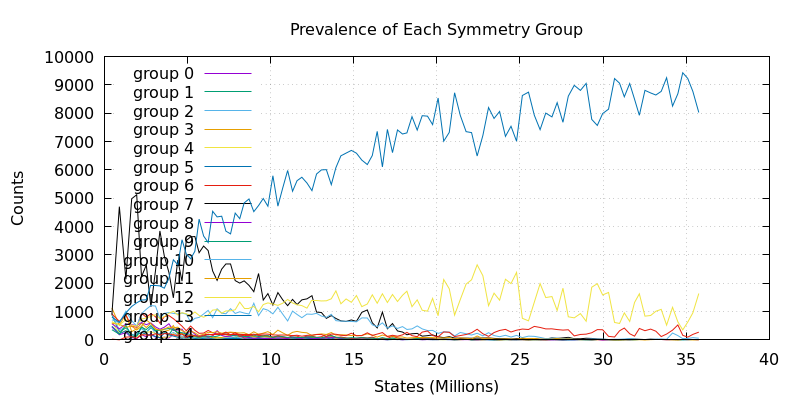 Prevalence of Each Symmetry Group
10000
9000
8000
7000
6000
5000
4000
3000
2000
1000
0
Counts
group 0
group 1
group 2
group 3
group 4
group 5
group 6
group 7
group 8
group 9
group 10
group 11
group 12
group 13
group 14
0 5 10 15 20 25 30 35 40
States (Millions)